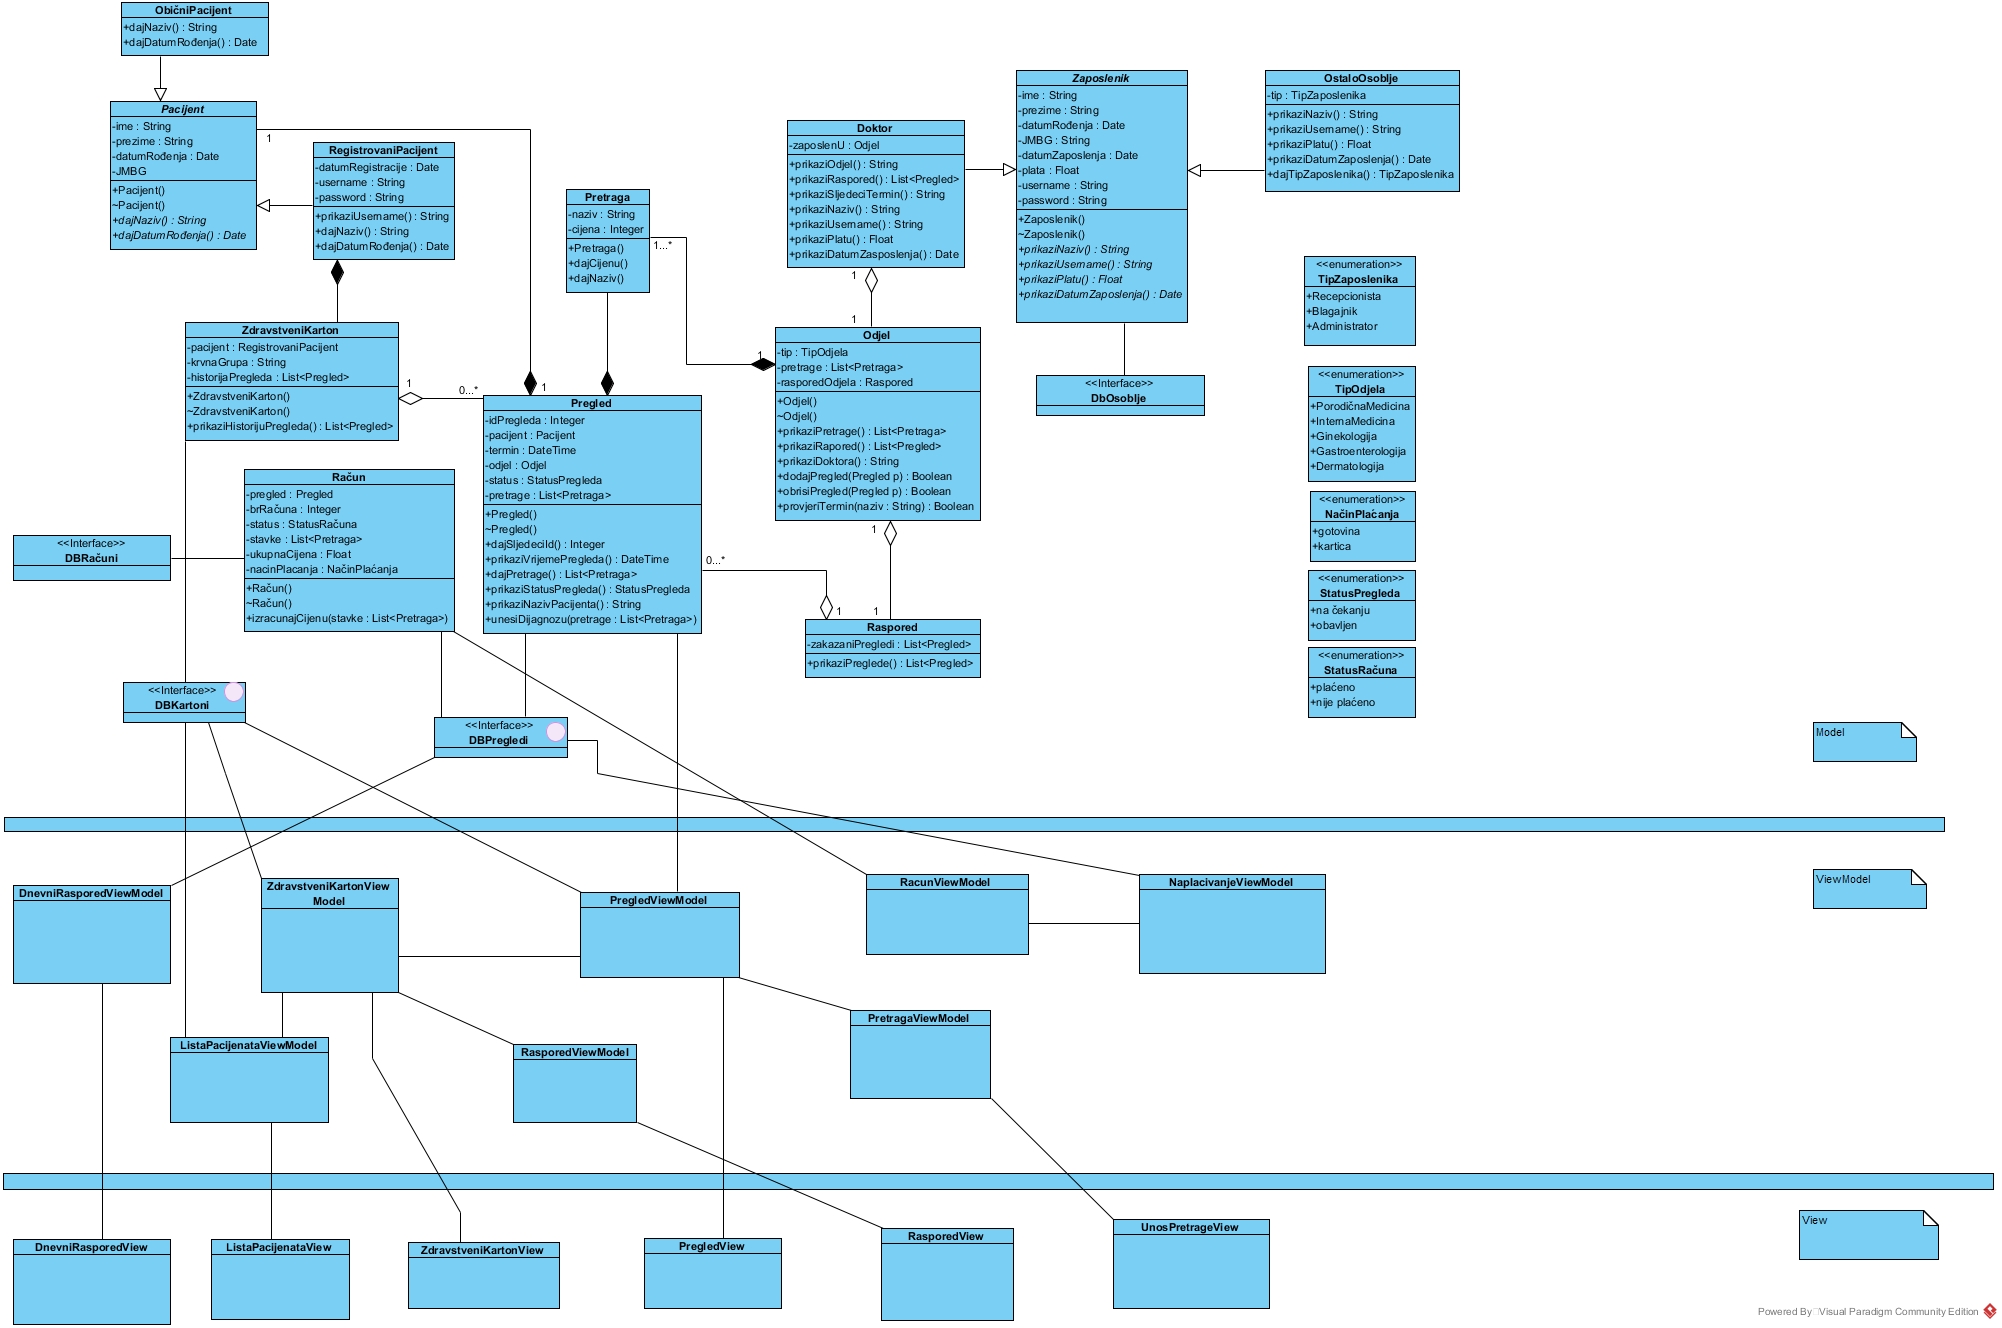 ObičniPacijent
+dajNaziv() : String
+dajDatumRođenja() : Date
Pacijent
-ime : String
-prezime : String
-datumRođenja : Date
-JMBG
+Pacijent()
~Pacijent()
+dajNaziv() : String
+dajDatumRođenja() : Date
1
RegistrovaniPacijent
-datumRegistracije : Date
-username : String
-password : String
+prikaziUsername() : String
+dajNaziv() : String
+dajDatumRođenja() : Date
Pretraga
-naziv : String
-cijena : Integer
+Pretraga()
+dajCijenu()
+dajNaziv()
1...*
1
Doktor
-zaposlenU : Odjel
+prikaziOdjel() : String
+prikaziRaspored() : List<Pregled>
+prikaziSljedeciTermin() : String
+prikaziNaziv() : String
+prikaziUsername() : String
+prikaziPlatu() : Float
+prikaziDatumZasposlenja() : Date
1
1
Zaposlenik
-ime : String
-prezime : String
-datumRođenja : Date
-JMBG : String
-datumZaposlenja : Date
-plata : Float
-username : String
-password : String
+Zaposlenik()
~Zaposlenik()
+prikaziNaziv() : String
+prikaziUsername() : String
+prikaziPlatu() : Float
+prikaziDatumZaposlenja() : Date
OstaloOsoblje
-tip : TipZaposlenika
+prikaziNaziv() : String
+prikaziUsername() : String
+prikaziPlatu() : Float
+prikaziDatumZaposlenja() : Date
+dajTipZaposlenika() : TipZaposlenika
<<enumeration>>
TipZaposlenika
+Recepcionista
+Blagajnik
+Administrator
<<enumeration>>
TipOdjela
+PorodičnaMedicina
+InternaMedicina
+Ginekologija
+Gastroenterologija
+Dermatologija
<<enumeration>>
NačinPlaćanja
+gotovina
+kartica
<<enumeration>>
StatusPregleda
+na čekanju
+obavljen
<<enumeration>>
StatusRačuna
+plaćeno
+nije plaćeno
<<Interface>>
DbOsoblje
ZdravstveniKarton
-pacijent : RegistrovaniPacijent
-krvnaGrupa : String
-historijaPregleda : List<Pregled>
+ZdravstveniKarton()
~ZdravstveniKarton()
+prikaziHistorijuPregleda() : List<Pregled>
1
0...*
1
Pregled
-idPregleda : Integer
-pacijent : Pacijent
-termin : DateTime
-odjel : Odjel
-status : StatusPregleda
-pretrage : List<Pretraga>
+Pregled()
~Pregled()
+dajSljedeciId() : Integer
+prikaziVrijemePregleda() : DateTime
+dajPretrage() : List<Pretraga>
+prikaziStatusPregleda() : StatusPregleda
+prikaziNazivPacijenta() : String
+unesiDijagnozu(pretrage : List<Pretraga>)
Odjel
-tip : TipOdjela
-pretrage : List<Pretraga>
-rasporedOdjela : Raspored
+Odjel()
~Odjel()
+prikaziPretrage() : List<Pretraga>
+prikaziRapored() : List<Pregled>
+prikaziDoktora() : String
+dodajPregled(Pregled p) : Boolean
+obrisiPregled(Pregled p) : Boolean
+provjeriTermin(naziv : String) : Boolean
1
0...*
1
1
Raspored
-zakazaniPregledi : List<Pregled>
+prikaziPreglede() : List<Pregled>
Račun
-pregled : Pregled
-brRačuna : Integer
-status : StatusRačuna
-stavke : List<Pretraga>
-ukupnaCijena : Float
-nacinPlacanja : NačinPlaćanja
+Račun()
~Račun()
+izracunajCijenu(stavke : List<Pretraga>)
<<Interface>>
DBRačuni
<<Interface>>
DBKartoni
<<Interface>>
DBPregledi
Model
DnevniRasporedViewModel
ZdravstveniKartonView
Model
PregledViewModel
RacunViewModel
NaplacivanjeViewModel
ViewModel
ListaPacijenataViewModel
RasporedViewModel
PretragaViewModel
DnevniRasporedView
ListaPacijenataView
ZdravstveniKartonView
PregledView
RasporedView
UnosPretrageView
View
Powered By Visual Paradigm Community Edition